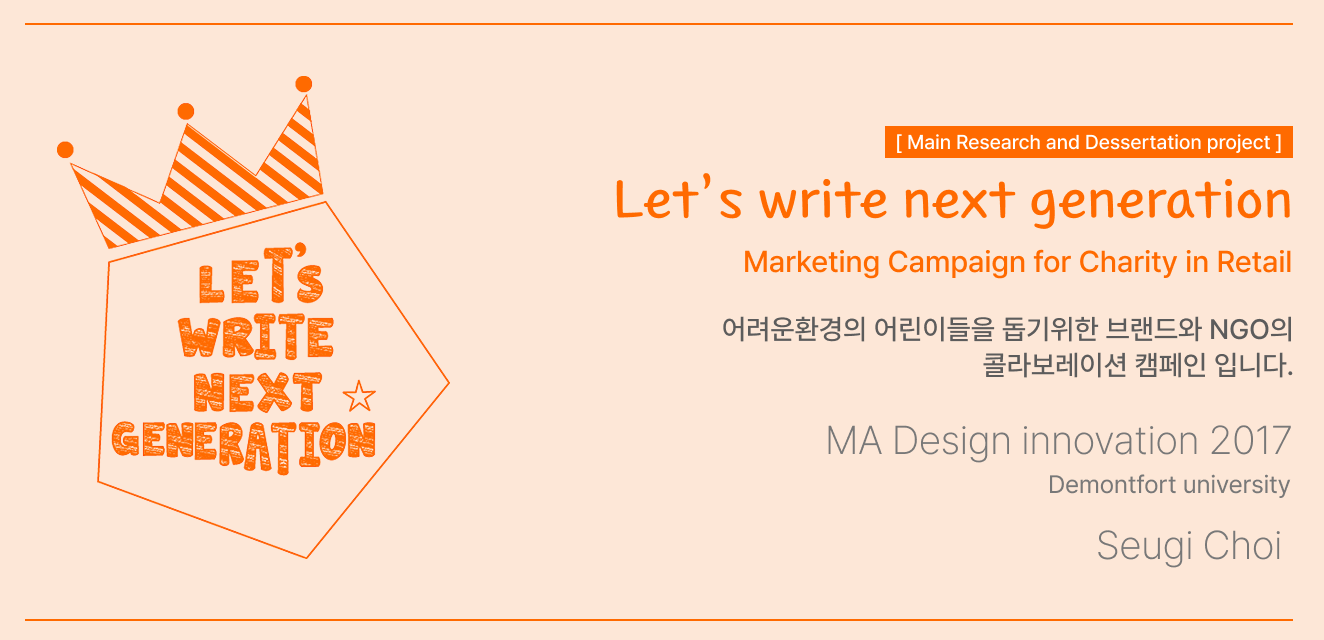 LET'S
WRITE
NEXT
GENERATION
[ Main Research and Dessertation project ]
Let's write next generation
Marketing Campaign for Charity in Retail
어려운환경의 어린이들을 돕기위한 브랜드와 NGO의
콜라보레이션 캠페인 입니다.
MA Design innovation 2017
Demontfort university
Seugi Choi